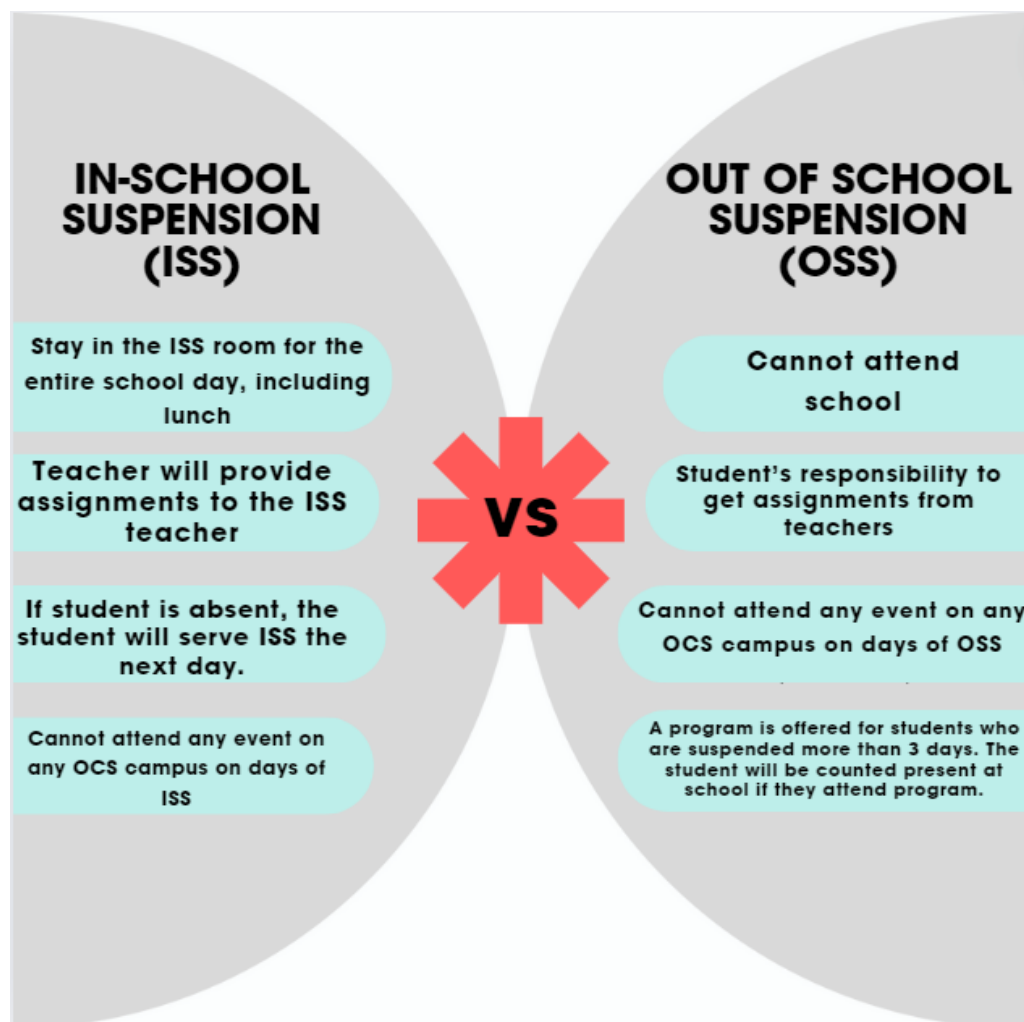 IN-SCHOOL
SUSPENSION
(ISS)
Stay in the ISS room for the
entire school day, including
lunch
Teacher will provide
assignments to the ISS
teacher
If student is absent, the
student will serve ISS the
next day.
Cannot attend any event on
any OCS campus on days of
ISS
VS
OUT OF SCHOOL
SUSPENSION
(OSS)
Cannot attend
school
Student's responsibility to
get assignments from
teachers
Cannot attend any event on any
OCS campus on days of OSS
A program is offered for students who
are suspended more than 3 days. The
student will be counted present at
school if they attend program.